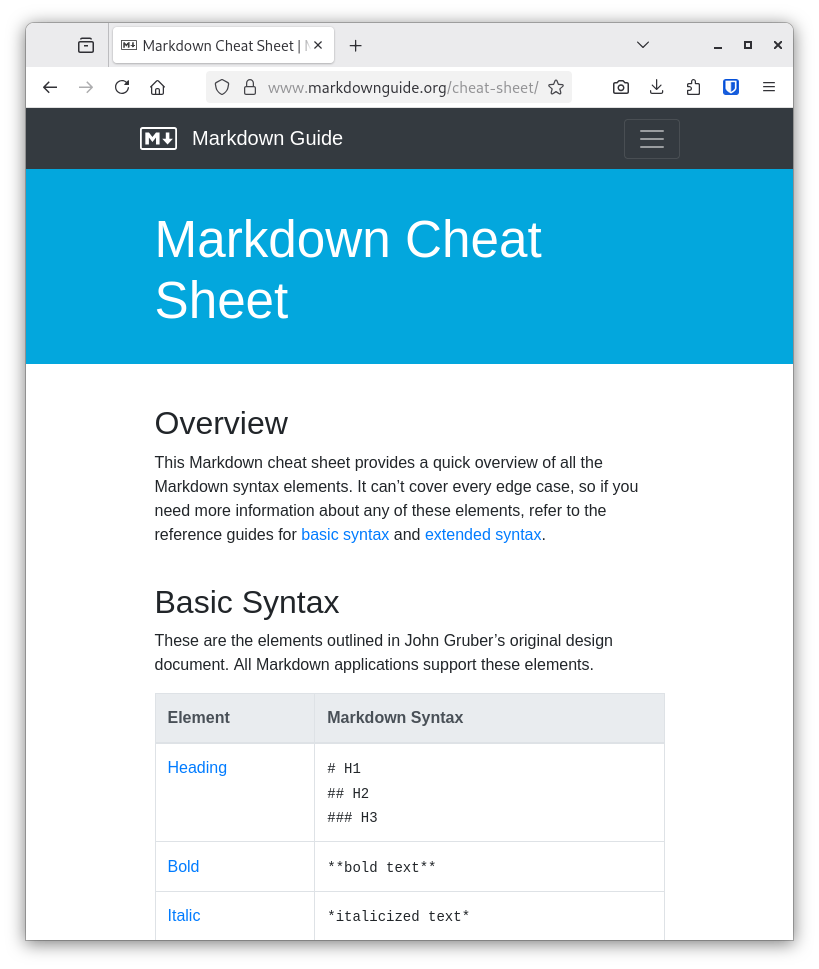 Markdown Cheat Sheet |
www.markdownguide.org/cheat-sheet/
Markdown Guide
Markdown Cheat
Sheet
Overview
This Markdown cheat sheet provides a quick overview of all the
Markdown syntax elements. It can’t cover every edge case, so if you
need more information about any of these elements, refer to the
reference guides for basic syntax and extended syntax.
Basic Syntax
These are the elements outlined in John Gruber’s original design
document. All Markdown applications support these elements.
Element Markdown Syntax
Heading # H1
## H2
### H3
Bold **bold text**
Italic *italicized text*